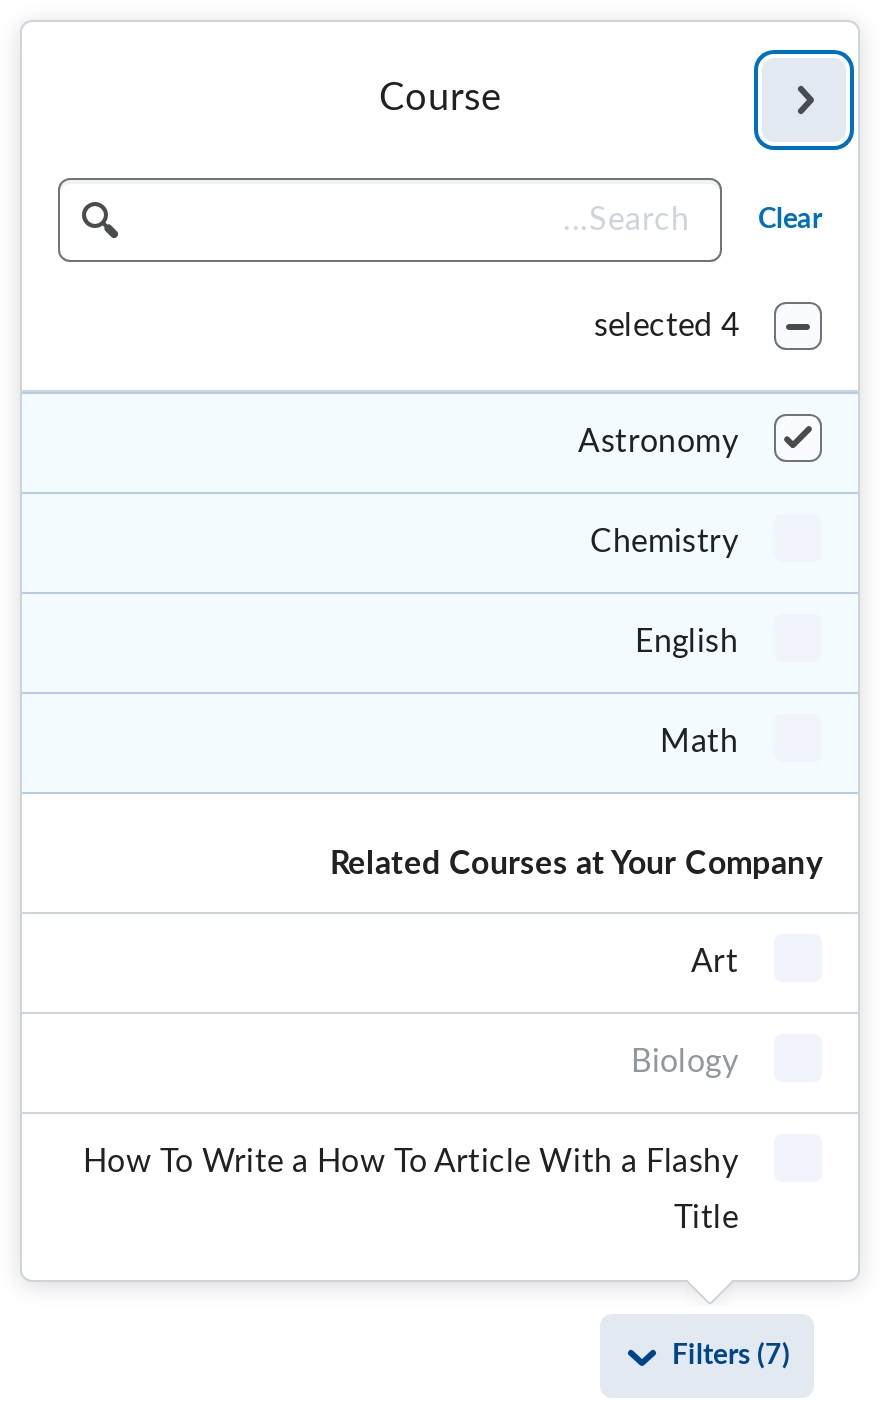 Course
...Search
Clear
selected 4
Astronomy
Chemistry
English
Math
Related Courses at Your Company
Art
Biology
How To Write a How To Article With a Flashy
Title
Filters (7)